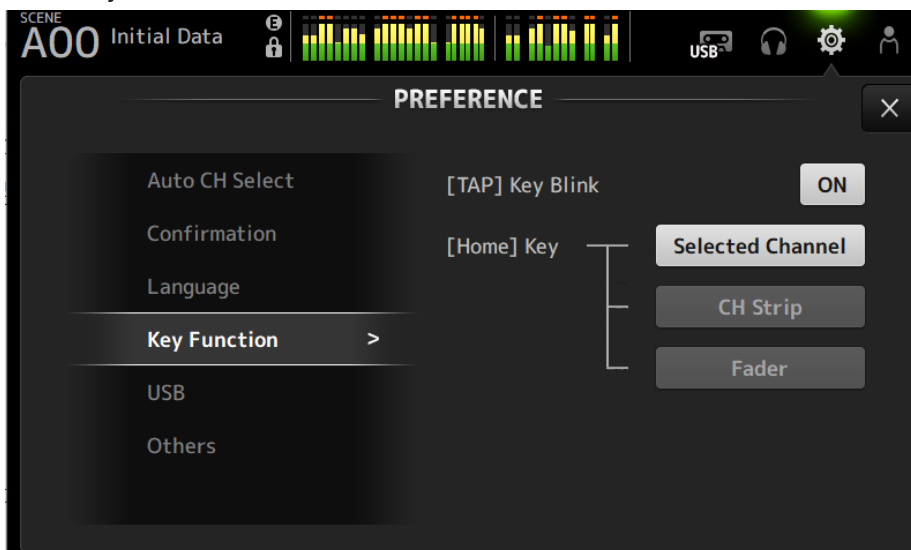 SCENE
A00 Initial Data
E
USB
PREFERENCE
Auto CH Select
Confirmation
Language
Key Function >
USB
Others
[TAP] Key Blink ON
[Home] Key Selected Channel
CH Strip
Fader